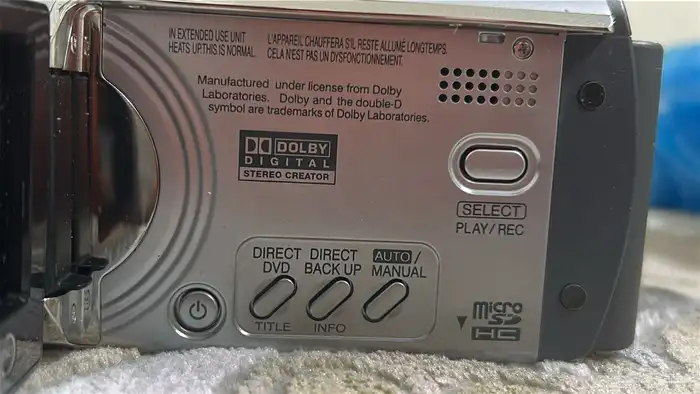 IN EXTENDED USE UNIT
HEATS UP.THIS IS NORMAL.
L'APPAREIL CHAUFFERA S'IL RESTE ALLUMÉ LONGTEMPS.
CELA N'EST PAS UN DYSFONCTIONNEMENT.
Manufactured under license from Dolby
Laboratories. Dolby and the double-D
symbol are trademarks of Dolby Laboratories.
DOLBY
DIGITAL
STEREO CREATOR
SELECT
PLAY/REC
DIRECT DVD
DIRECT BACK UP
AUTO/
MANUAL
TITLE
INFO
micro
SD
HC